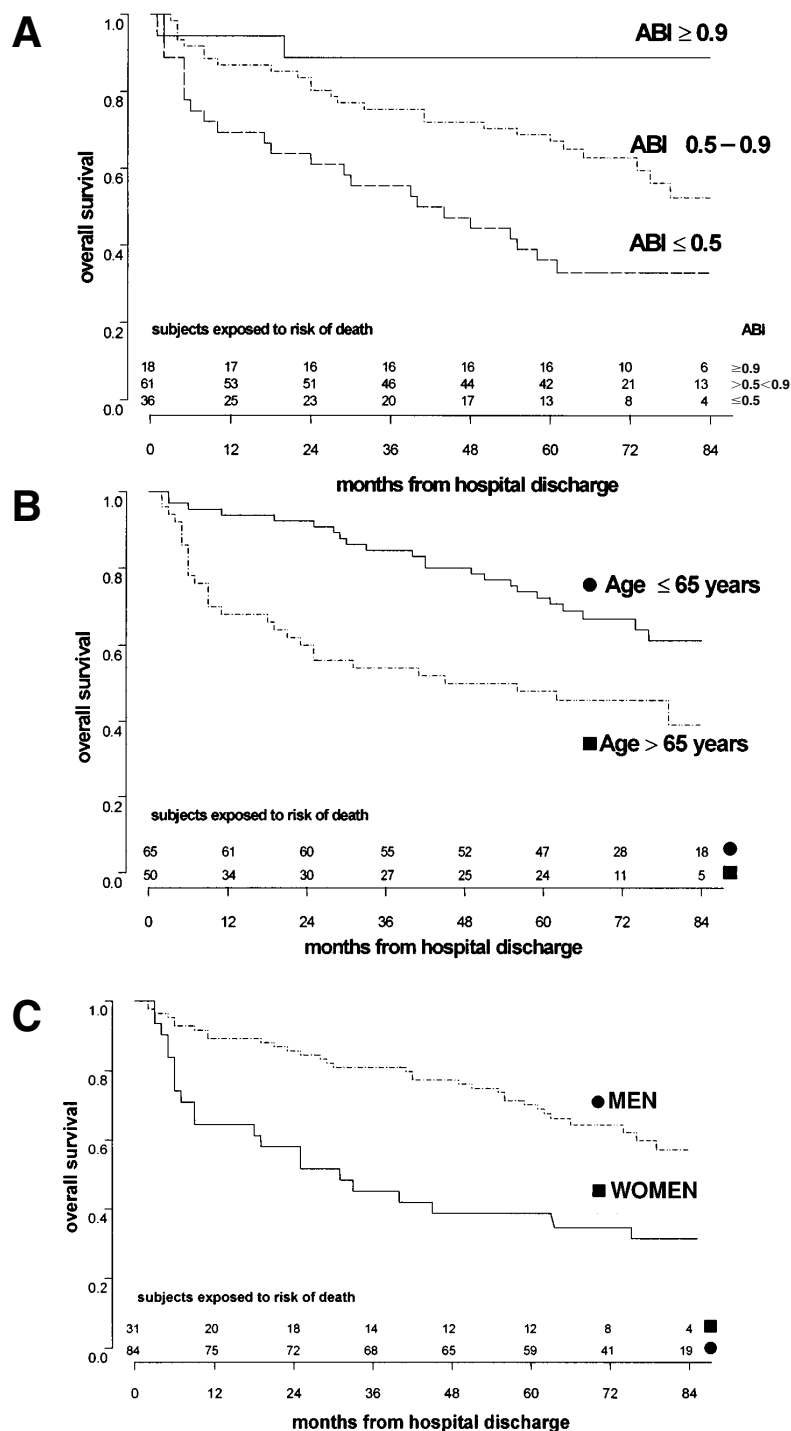 A
1.0
ABI ≥ 0.9
0.8
ABI 0.5 – 0.9
0.6
overall survival
ABI ≤ 0.5
0.4
0.2
subjects exposed to risk of death ABI
18 17 16 16 16 16 10 6 ≥0.9
61 53 51 46 44 42 21 13 >0.5<0.9
36 25 23 20 17 13 8 4 ≤0.5
0.0
0 12 24 36 48 60 72 84
months from hospital discharge
B
1.0
0.8
● Age ≤ 65 years
0.6
overall survival
0.4
■ Age > 65 years
0.2
subjects exposed to risk of death
65 61 60 55 52 47 28 18 ●
50 34 30 27 25 24 11 5 ■
0.0
0 12 24 36 48 60 72 84
months from hospital discharge
C
1.0
0.8
● MEN
0.6
overall survival
■ WOMEN
0.4
0.2
subjects exposed to risk of death
31 20 18 14 12 12 8 4 ■
84 75 72 68 65 59 41 19 ●
0.0
0 12 24 36 48 60 72 84
months from hospital discharge